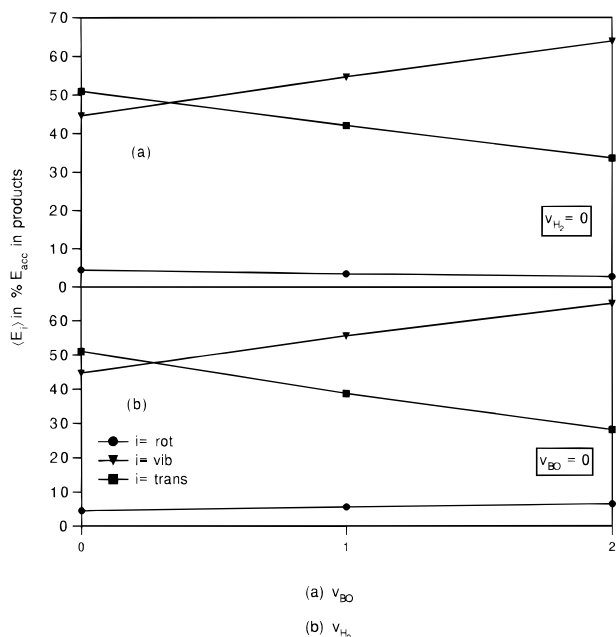 70
60
50
40
30
20
10
0
(a)
v_H₂ = 0
⟨E_i⟩ in % E_acc in products
60
50
40
30
20
10
0
(b)
i= rot
i= vib
i= trans
v_BO = 0
0 1 2
(a) v_BO
(b) v_H₂